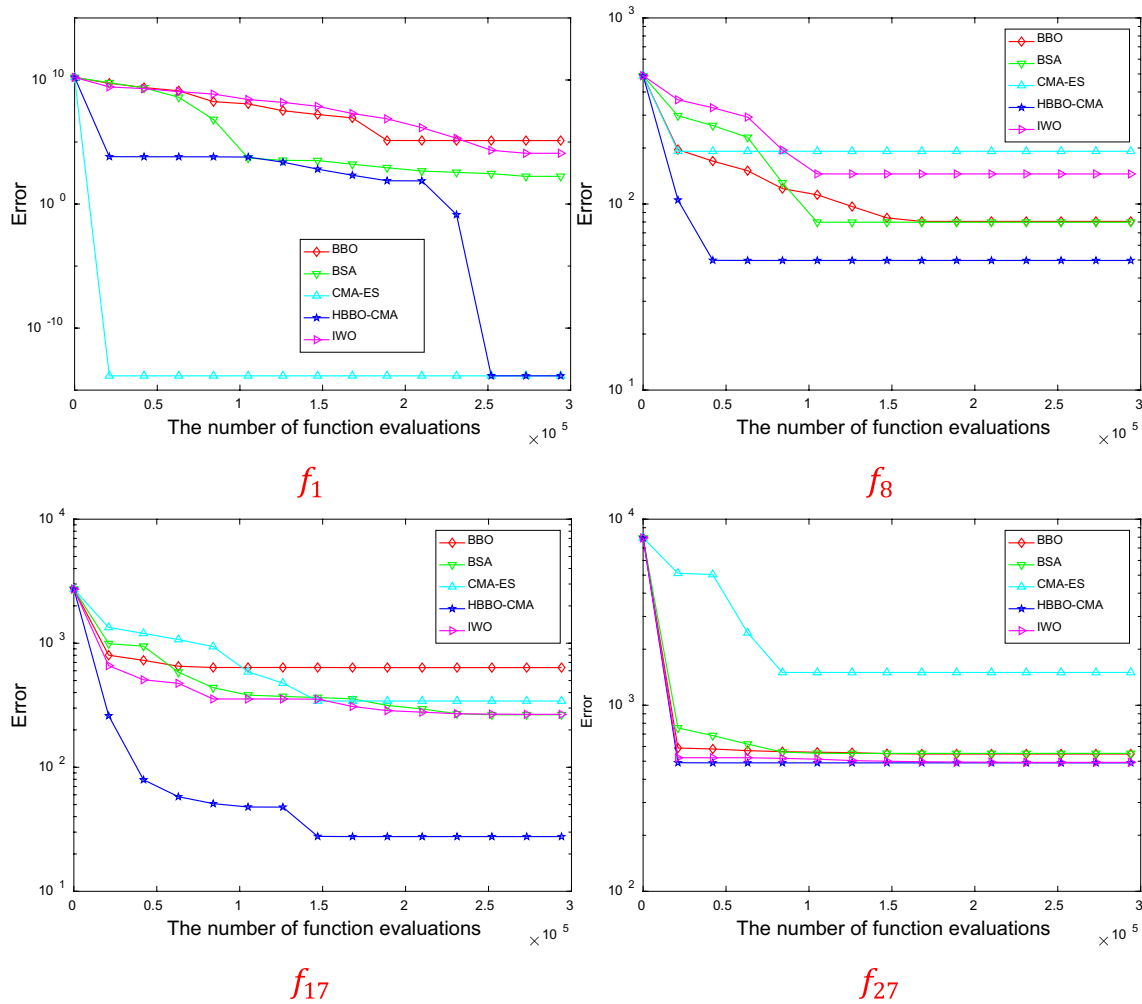 10 10
10 0
10 -10
Error
BBO
BSA
CMA-ES
HBBO-CMA
IWO
0 0.5 1 1.5 2 2.5 3
The number of function evaluations
× 10 5
f1
10 3
10 2
10 1
Error
BBO
BSA
CMA-ES
HBBO-CMA
IWO
0 0.5 1 1.5 2 2.5 3
The number of function evaluations
× 10 5
f8
10 4
10 3
10 2
10 1
Error
BBO
BSA
CMA-ES
HBBO-CMA
IWO
0 0.5 1 1.5 2 2.5 3
The number of function evaluations
× 10 5
f17
10 4
10 3
10 2
Error
BBO
BSA
CMA-ES
HBBO-CMA
IWO
0 0.5 1 1.5 2 2.5 3
The number of function evaluations
× 10 5
f27